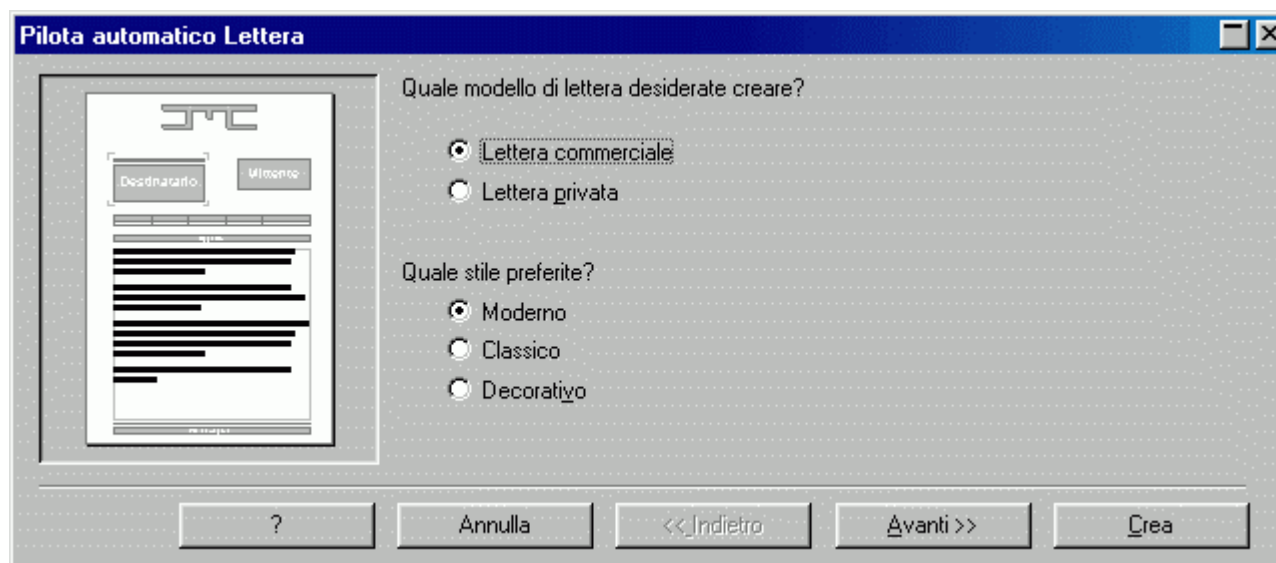 Pilota automatico Lettera
Quale modello di lettera desiderate creare?
Lettera commerciale
Lettera privata
Destinatario
Mittente
Quale stile preferite?
Moderno
Classico
Decorativo
?
Annulla
<< Indietro
Avanti >>
Crea